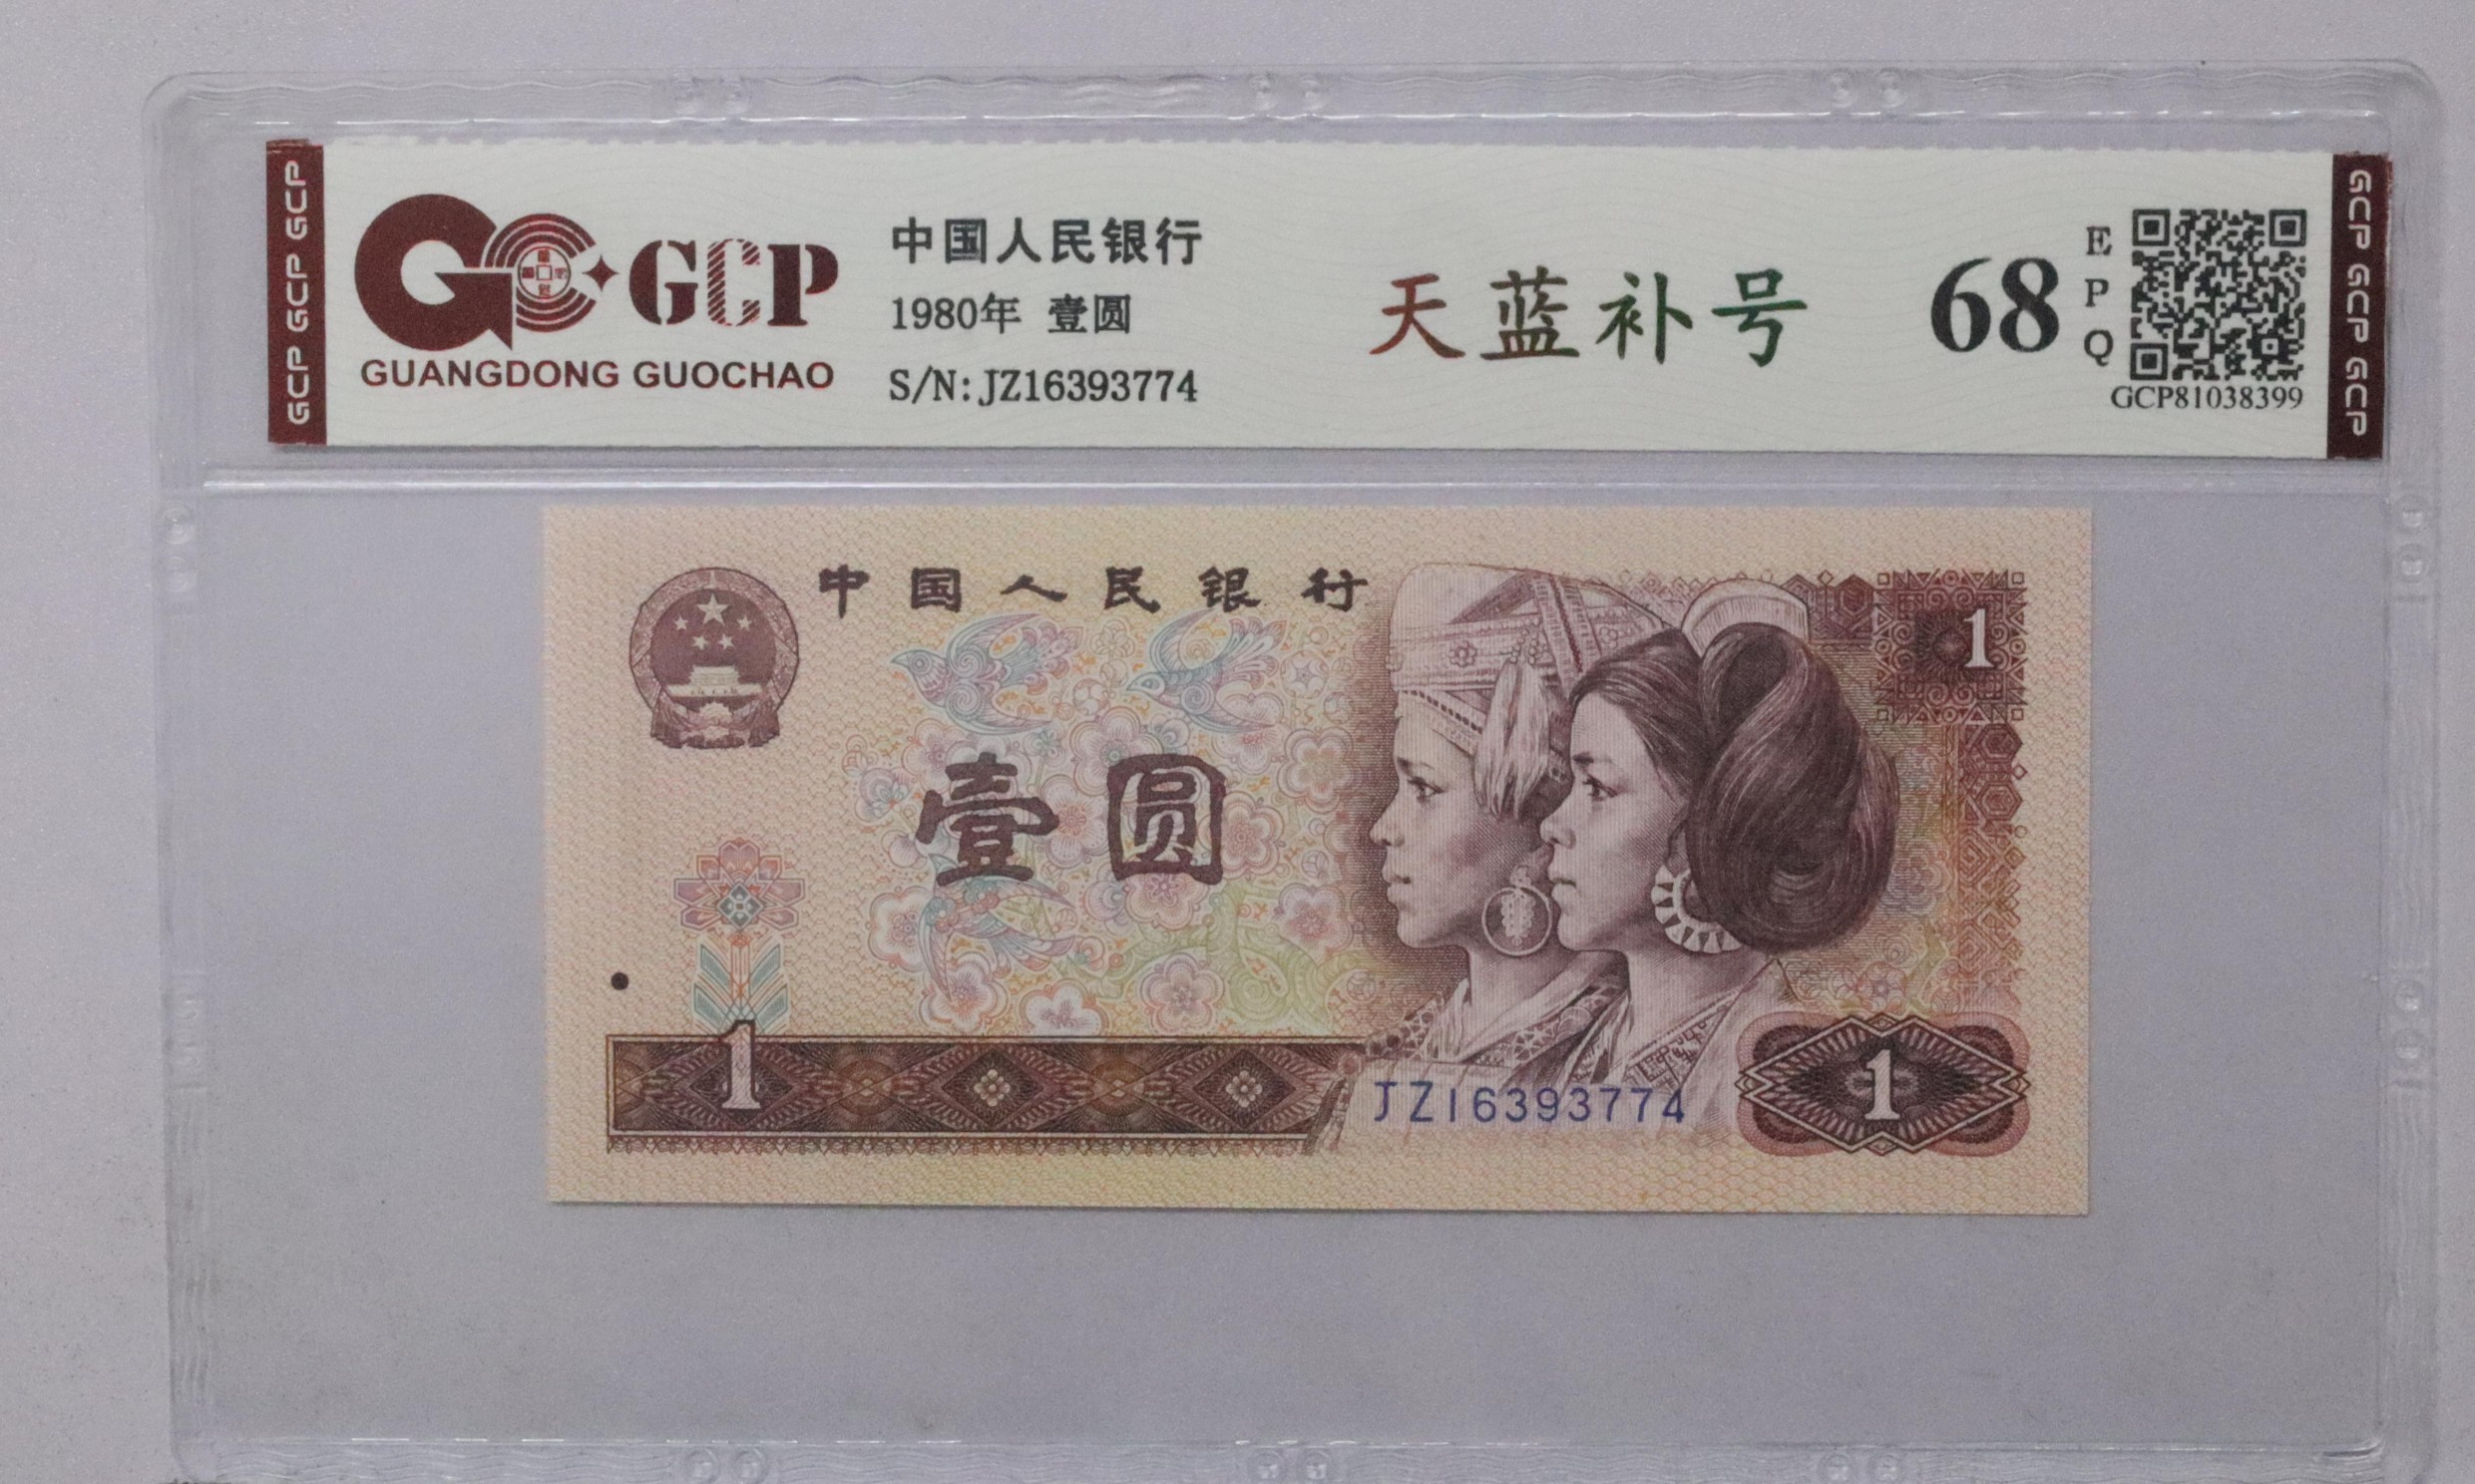 GCP GCP GCP
GCP
GUANGDONG GUOCHAO
中国人民银行
1980年 壹圆
S/N: JZ16393774
天蓝补号
68
E
P
Q
GCP81038399
GCP GCP GCP
中国人民银行
1
壹圆
1
JZ16393774
1